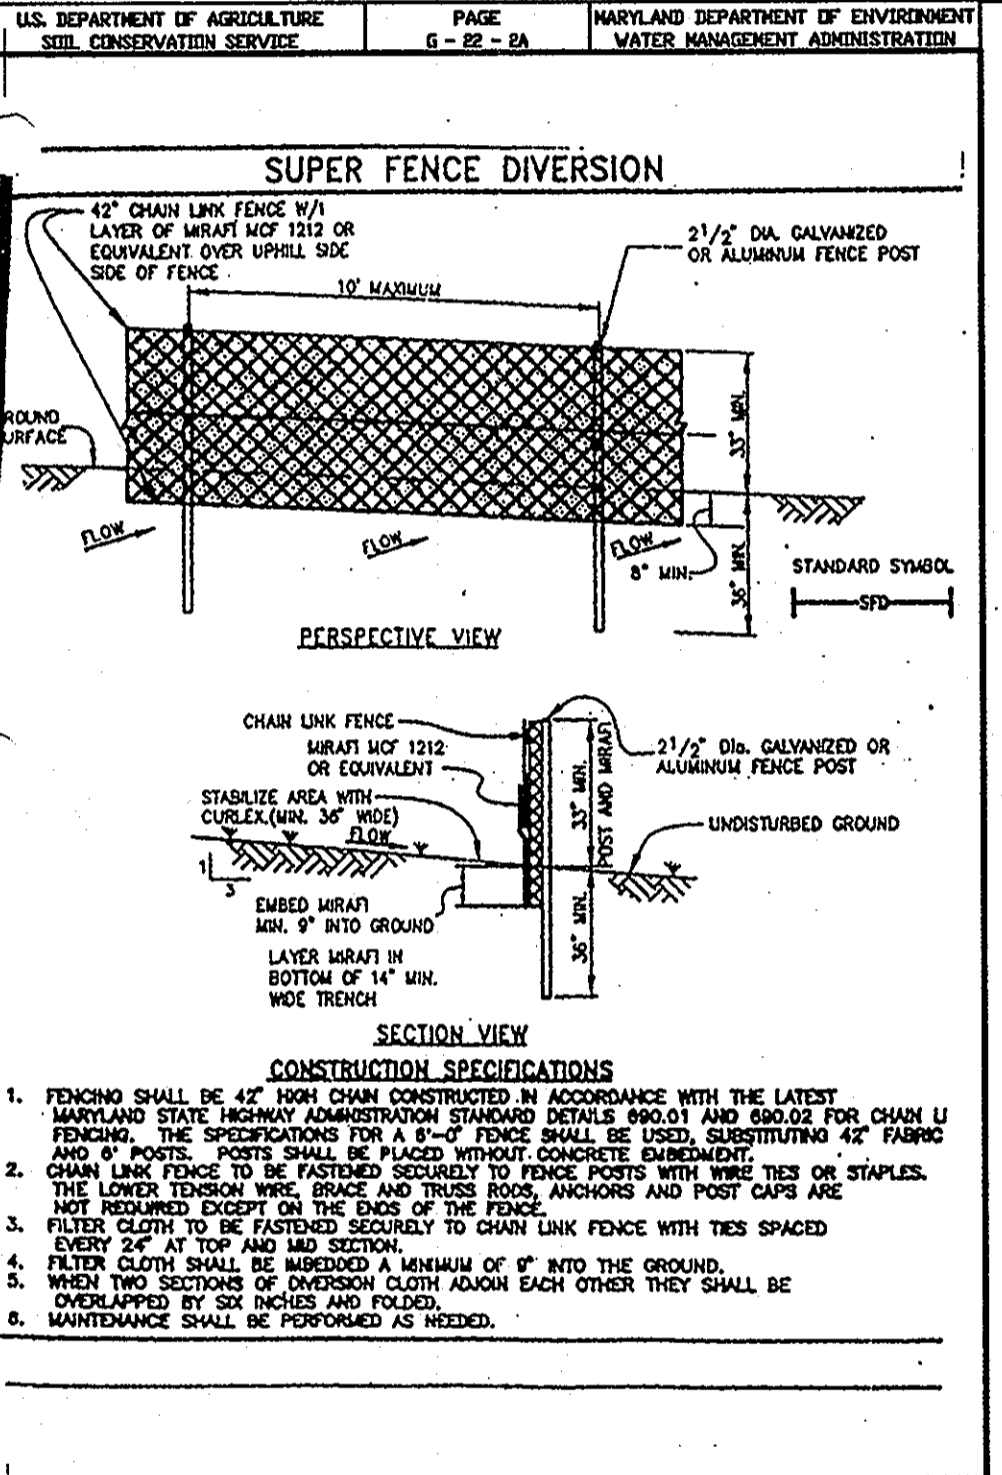 U.S. DEPARTMENT OF AGRICULTURE
SOIL CONSERVATION SERVICE
PAGE
G - 22 - 2A
MARYLAND DEPARTMENT OF ENVIRONMENT
WATER MANAGEMENT ADMINISTRATION
SUPER FENCE DIVERSION
42" CHAIN LINK FENCE W/1
LAYER OF MIRAFI MCF 1212 OR
EQUIVALENT OVER UPHILL SIDE
SIDE OF FENCE
2 1/2" DIA. GALVANIZED
OR ALUMINUM FENCE POST
10' MAXIMUM
ROUND
URFACE
33" MIN.
FLOW
FLOW
FLOW
8" MIN.
36" MIN.
STANDARD SYMBOL
SFD
PERSPECTIVE VIEW
CHAIN LINK FENCE
MIRAFI MCF 1212
OR EQUIVALENT
STABILIZE AREA WITH
CURLEX.(MIN. 36" WIDE)
FLOW
33" MIN.
POST AND MIRAFI
2 1/2" Dia. GALVANIZED OR
ALUMINUM FENCE POST
UNDISTURBED GROUND
1
3
EMBED MIRAFI
MIN. 9" INTO GROUND
36" MIN.
LAYER MIRAFI IN
BOTTOM OF 14" MIN.
WIDE TRENCH
SECTION VIEW
CONSTRUCTION SPECIFICATIONS
1. FENCING SHALL BE 42" HIGH CHAIN CONSTRUCTED IN ACCORDANCE WITH THE LATEST
MARYLAND STATE HIGHWAY ADMINISTRATION STANDARD DETAILS 690.01 AND 690.02 FOR CHAIN LI
FENCING. THE SPECIFICATIONS FOR A 6'-0" FENCE SHALL BE USED, SUBSTITUTING 42" FABRIC
AND 6' POSTS. POSTS SHALL BE PLACED WITHOUT CONCRETE EMBEDMENT.
2. CHAIN LINK FENCE TO BE FASTENED SECURELY TO FENCE POSTS WITH WIRE TIES OR STAPLES.
THE LOWER TENSION WIRE, BRACE AND TRUSS RODS, ANCHORS AND POST CAPS ARE
NOT REQUIRED EXCEPT ON THE ENDS OF THE FENCE.
3. FILTER CLOTH TO BE FASTENED SECURELY TO CHAIN LINK FENCE WITH TIES SPACED
EVERY 24" AT TOP AND MID SECTION.
4. FILTER CLOTH SHALL BE IMBEDDED A MINIMUM OF 9" INTO THE GROUND.
5. WHEN TWO SECTIONS OF DIVERSION CLOTH ADJOIN EACH OTHER THEY SHALL BE
OVERLAPPED BY SIX INCHES AND FOLDED.
6. MAINTENANCE SHALL BE PERFORMED AS NEEDED.